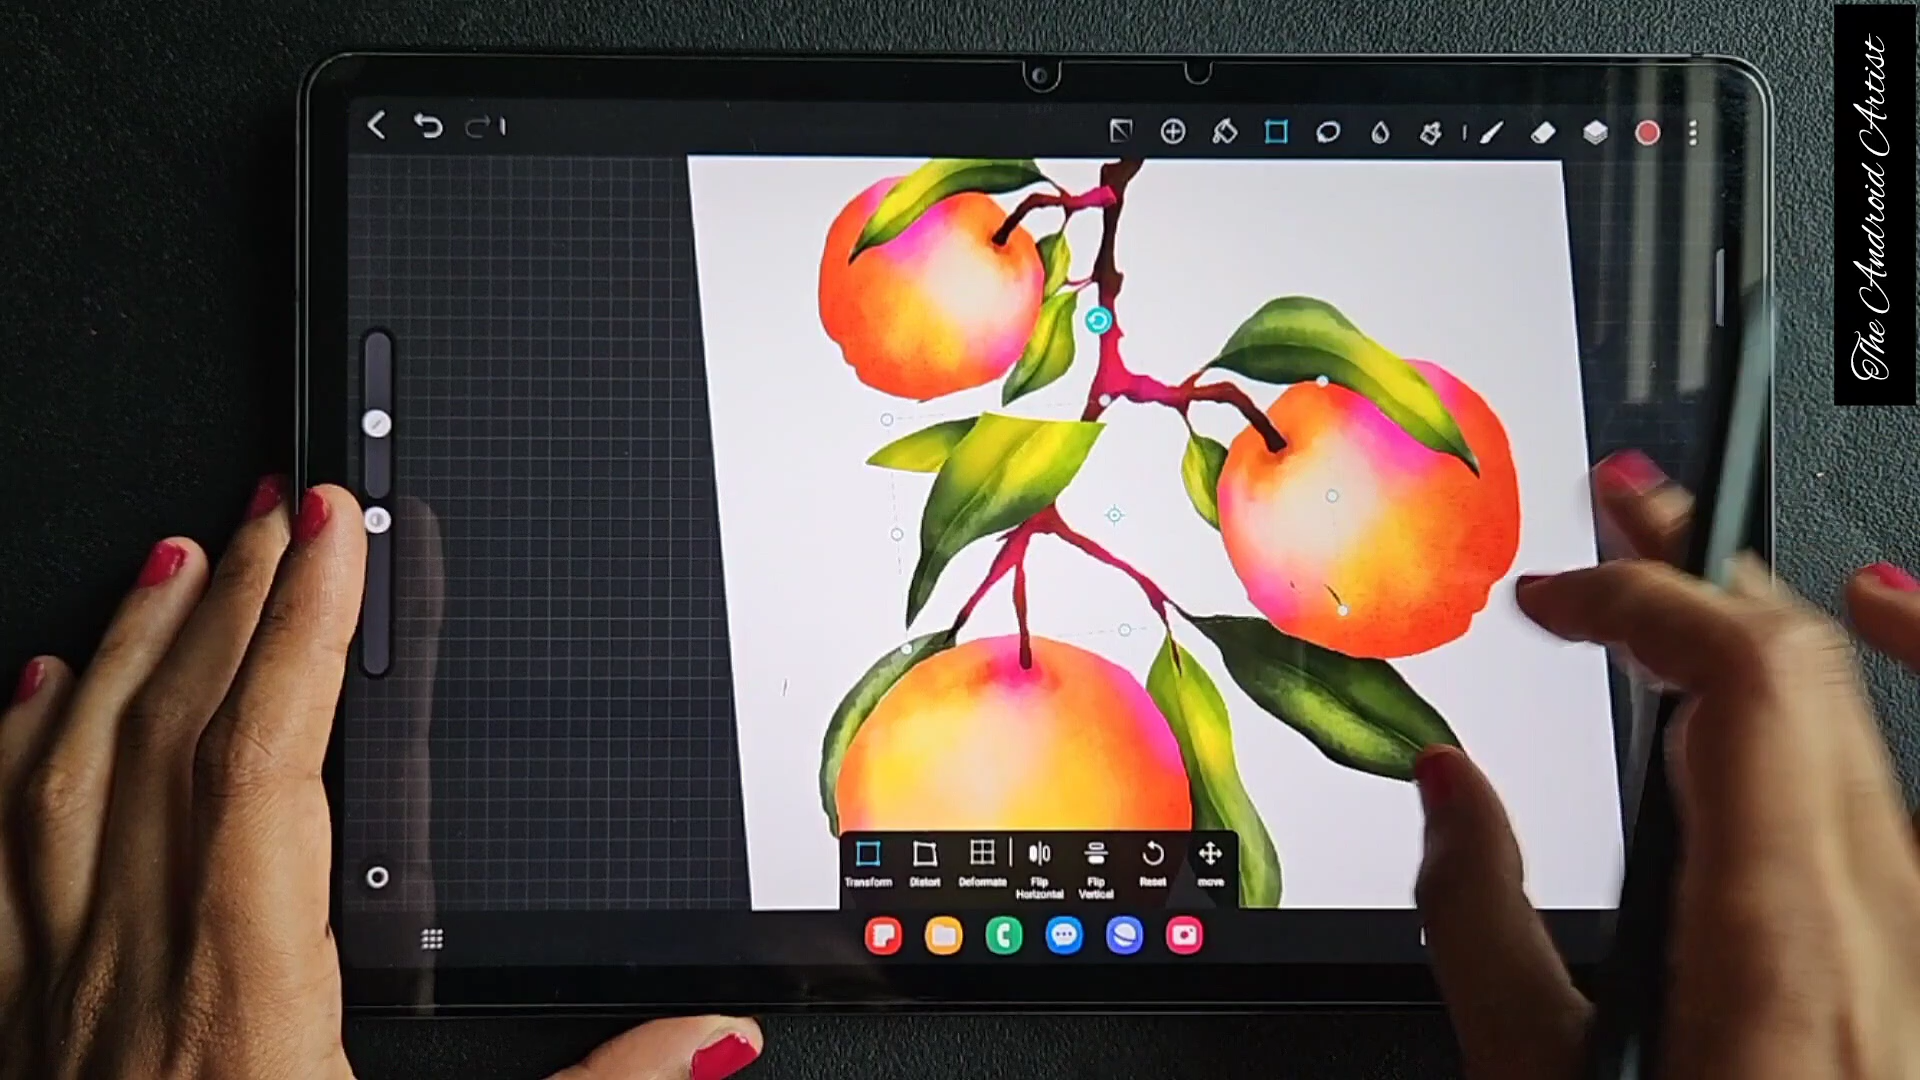 The Android Artist
Transform
Distort
Deformate
Flip
Horizontal
Flip
Vertical
Reset
move